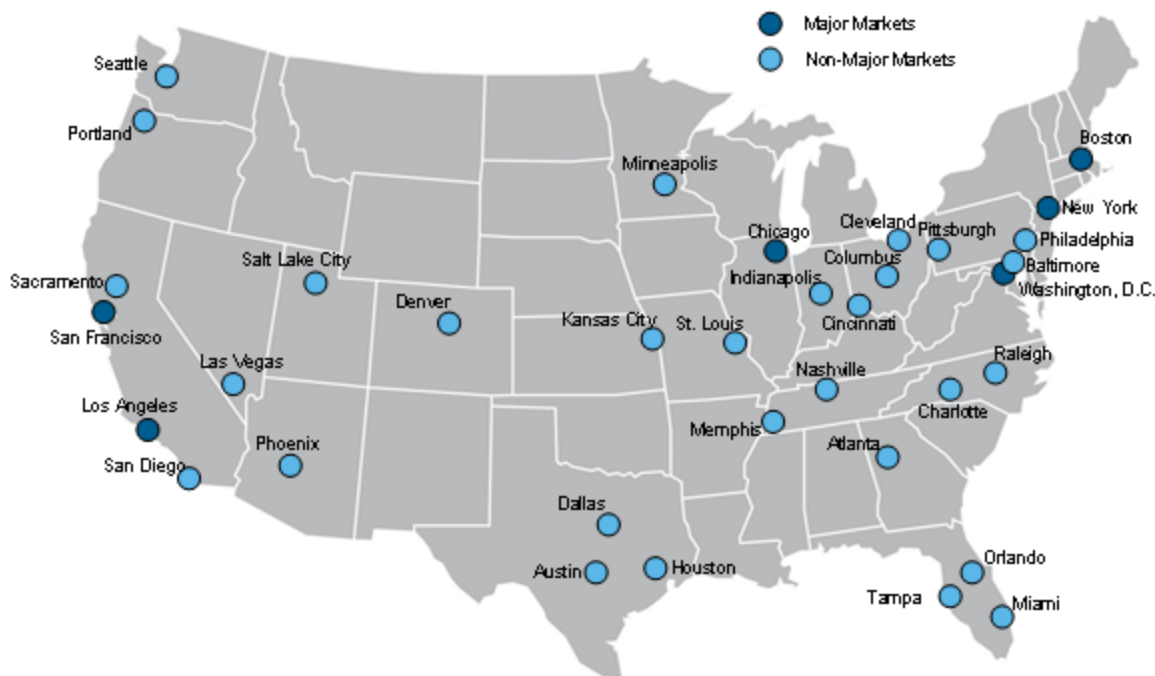 Major Markets
Non-Major Markets
Seattle
Portland
Boston
Minneapolis
New York
Cleveland
Pittsburgh
Chicago
Philadelphia
Columbus
Salt Lake City
Baltimore
Indianapolis
Sacramento
Washington, D.C.
Denver
Kansas City
St. Louis
Cincinnati
San Francisco
Raleigh
Las Vegas
Nashville
Los Angeles
Charlotte
Memphis
Phoenix
Atlanta
San Diego
Dallas
Orlando
Austin
Houston
Tampa
Miami